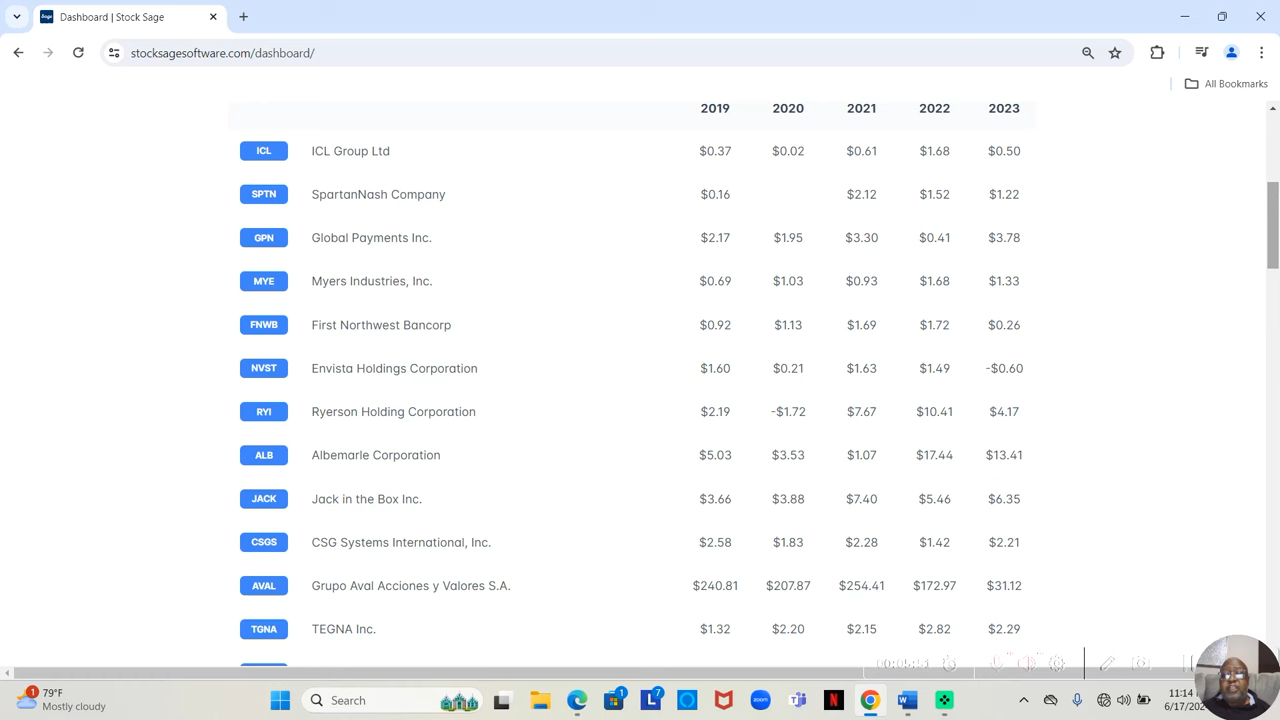 Sage Dashboard | Stock Sage
stocksagesoftware.com/dashboard/
All Bookmarks
2019 2020 2021 2022 2023
ICL ICL Group Ltd $0.37 $0.02 $0.61 $1.68 $0.50
SPTN SpartanNash Company $0.16 $2.12 $1.52 $1.22
GPN Global Payments Inc. $2.17 $1.95 $3.30 $0.41 $3.78
MYE Myers Industries, Inc. $0.69 $1.03 $0.93 $1.68 $1.33
FNWB First Northwest Bancorp $0.92 $1.13 $1.69 $1.72 $0.26
NVST Envista Holdings Corporation $1.60 $0.21 $1.63 $1.49 -$0.60
RYI Ryerson Holding Corporation $2.19 -$1.72 $7.67 $10.41 $4.17
ALB Albemarle Corporation $5.03 $3.53 $1.07 $17.44 $13.41
JACK Jack in the Box Inc. $3.66 $3.88 $7.40 $5.46 $6.35
CSGS CSG Systems International, Inc. $2.58 $1.83 $2.28 $1.42 $2.21
AVAL Grupo Aval Acciones y Valores S.A. $240.81 $207.87 $254.41 $172.97 $31.12
TGNA TEGNA Inc. $1.32 $2.20 $2.15 $2.82 $2.29
1 79°F
Mostly cloudy
Search
1
L 7
zoom
N
W
11:14
6/17/20